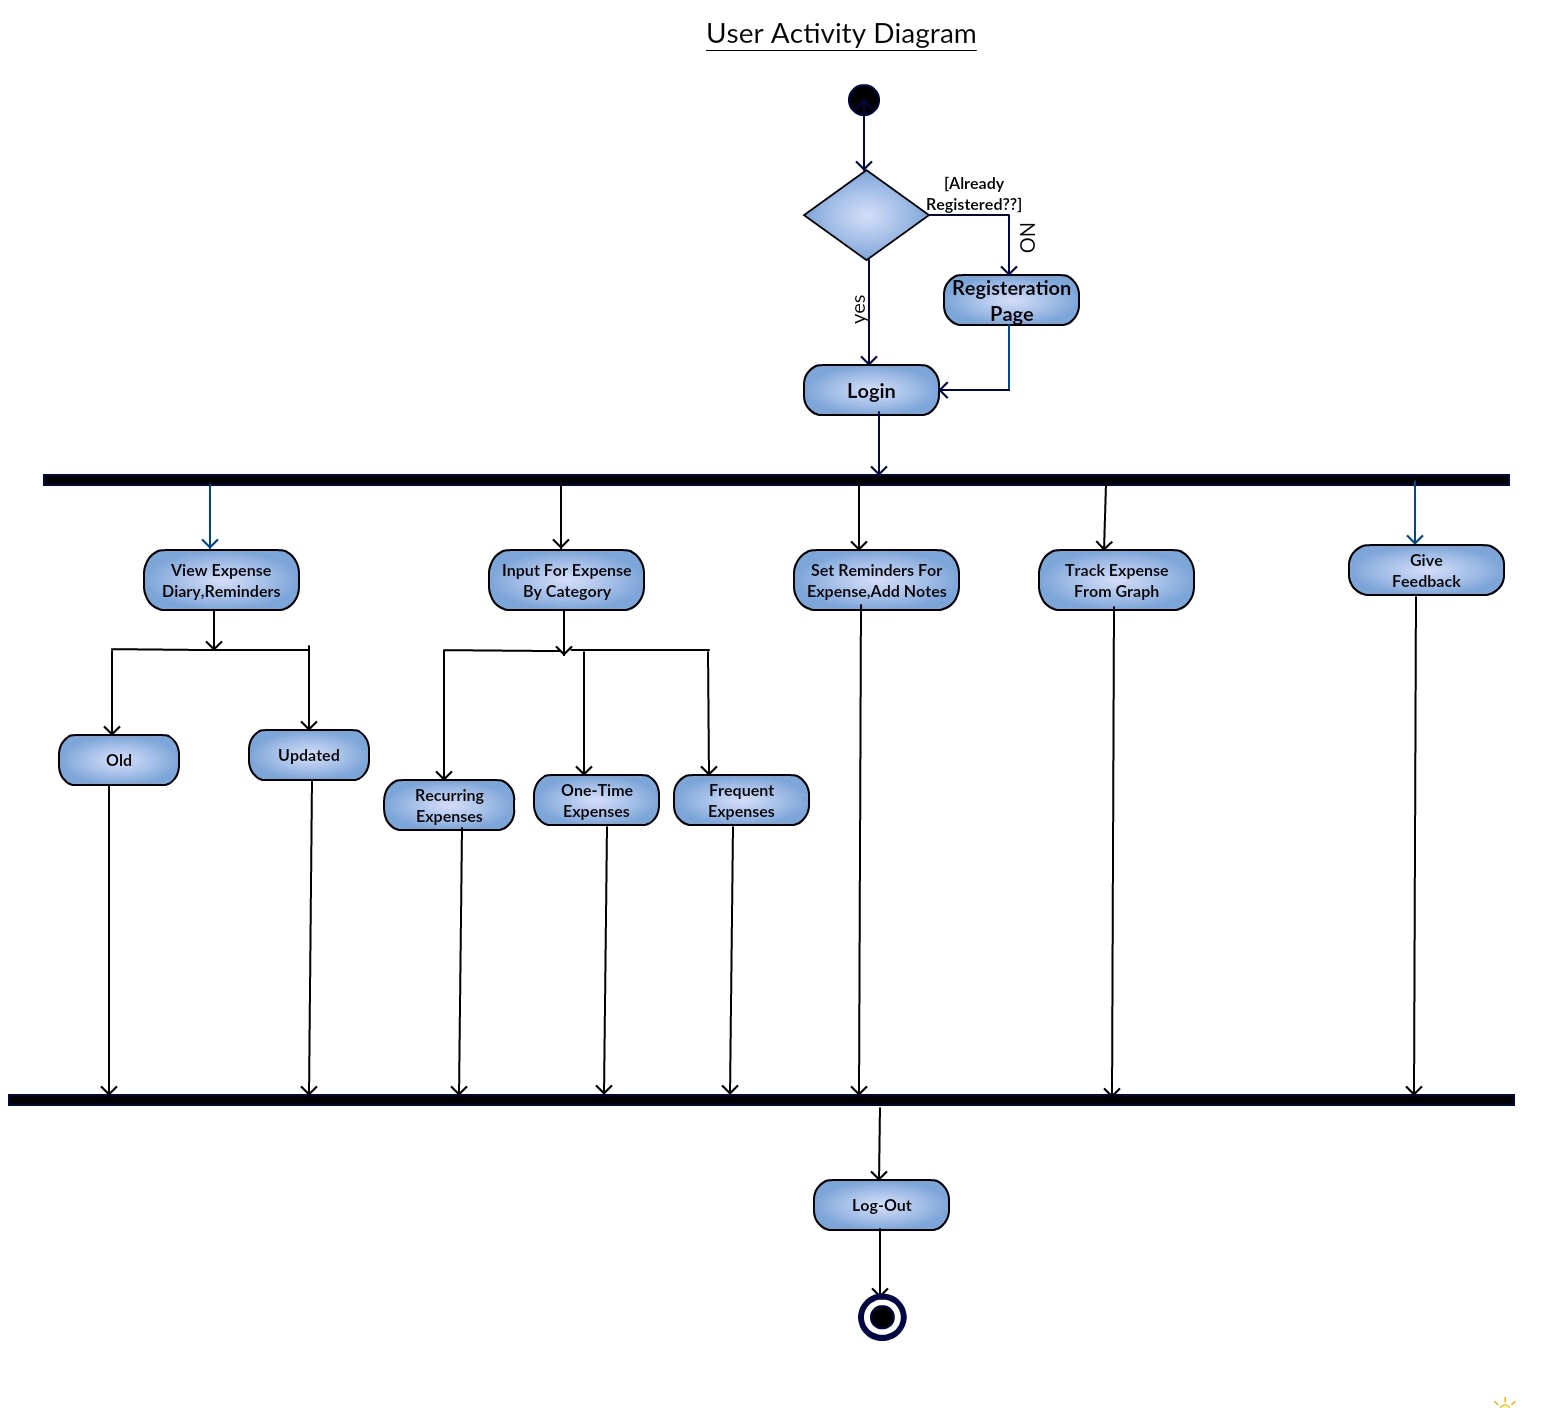 User Activity Diagram
[Already
Registered??]
NO
Registeration
Page
yes
Login
View Expense
Diary,Reminders
Input For Expense
By Category
Set Reminders For
Expense,Add Notes
Track Expense
From Graph
Give
Feedback
Old
Updated
Recurring
Expenses
One-Time
Expenses
Frequent
Expenses
Log-Out